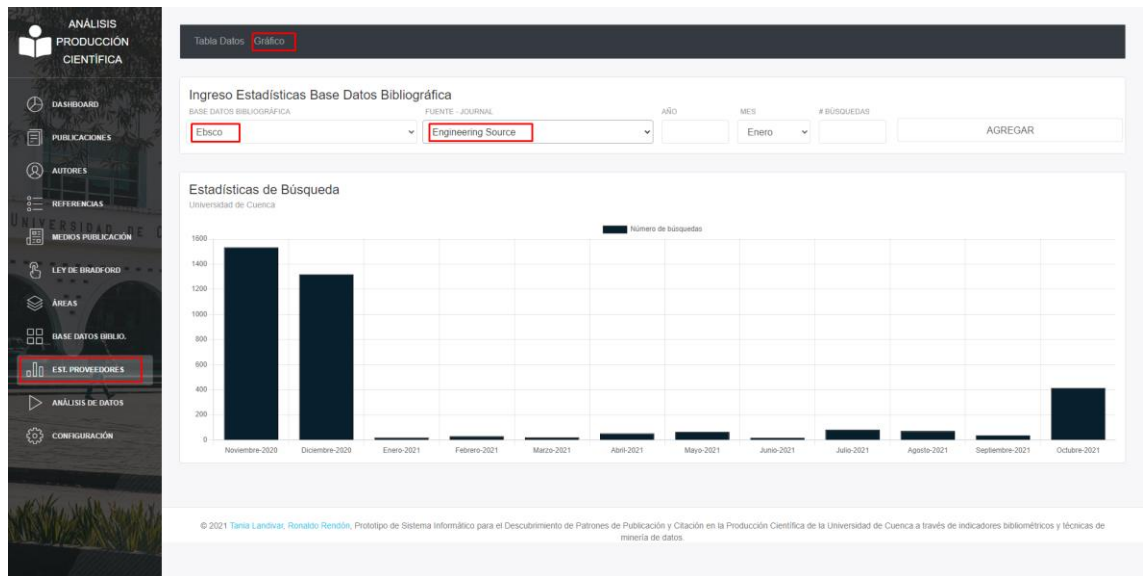 ANÁLISIS
PRODUCCIÓN
CIENTÍFICA
DASHBOARD
PUBLICACIONES
AUTORES
REFERENCIAS
UNIVERSIDAD DE C
MEDIOS PUBLICACIÓN
LEY DE BRADFORD
ÁREAS
BASE DATOS BIBLIO.
EST. PROVEEDORES
ANÁLISIS DE DATOS
CONFIGURACIÓN
Tabla Datos Gráfico
Ingreso Estadísticas Base Datos Bibliográfica
BASE DATOS BIBLIOGRÁFICA FUENTE - JOURNAL AÑO MES # BÚSQUEDAS
Ebsco Engineering Source Enero AGREGAR
Estadísticas de Búsqueda
Universidad de Cuenca
Número de búsquedas
1600
1400
1200
1000
800
600
400
200
0
Noviembre-2020 Diciembre-2020 Enero-2021 Febrero-2021 Marzo-2021 Abril-2021 Mayo-2021 Junio-2021 Julio-2021 Agosto-2021 Septiembre-2021 Octubre-2021
© 2021 Tania Landivar, Ronaldo Rendón, Prototipo de Sistema Informático para el Descubrimiento de Patrones de Publicación y Citación en la Producción Científica de la Universidad de Cuenca a través de indicadores bibliométricos y técnicas de
minería de datos.